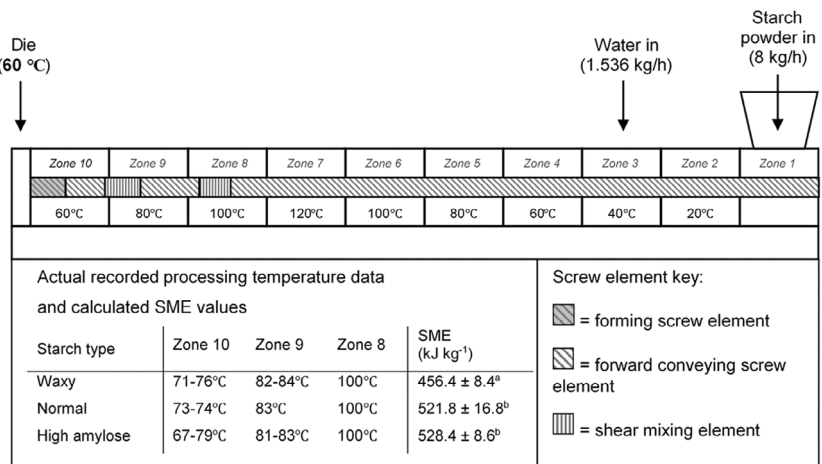 Starch
powder in
(8 kg/h)
Die
(60 °C)
Water in
(1.536 kg/h)
Zone 10 Zone 9 Zone 8 Zone 7 Zone 6 Zone 5 Zone 4 Zone 3 Zone 2 Zone 1
60°C 80°C 100°C 120°C 100°C 80°C 60°C 40°C 20°C
Actual recorded processing temperature data
and calculated SME values
Starch type Zone 10 Zone 9 Zone 8 SME
(kJ kg⁻¹)
Waxy 71-76°C 82-84°C 100°C 456.4 ± 8.4ᵃ
Normal 73-74°C 83°C 100°C 521.8 ± 16.8ᵇ
High amylose 67-79°C 81-83°C 100°C 528.4 ± 8.6ᵇ
Screw element key:
= forming screw element
= forward conveying screw
element
= shear mixing element